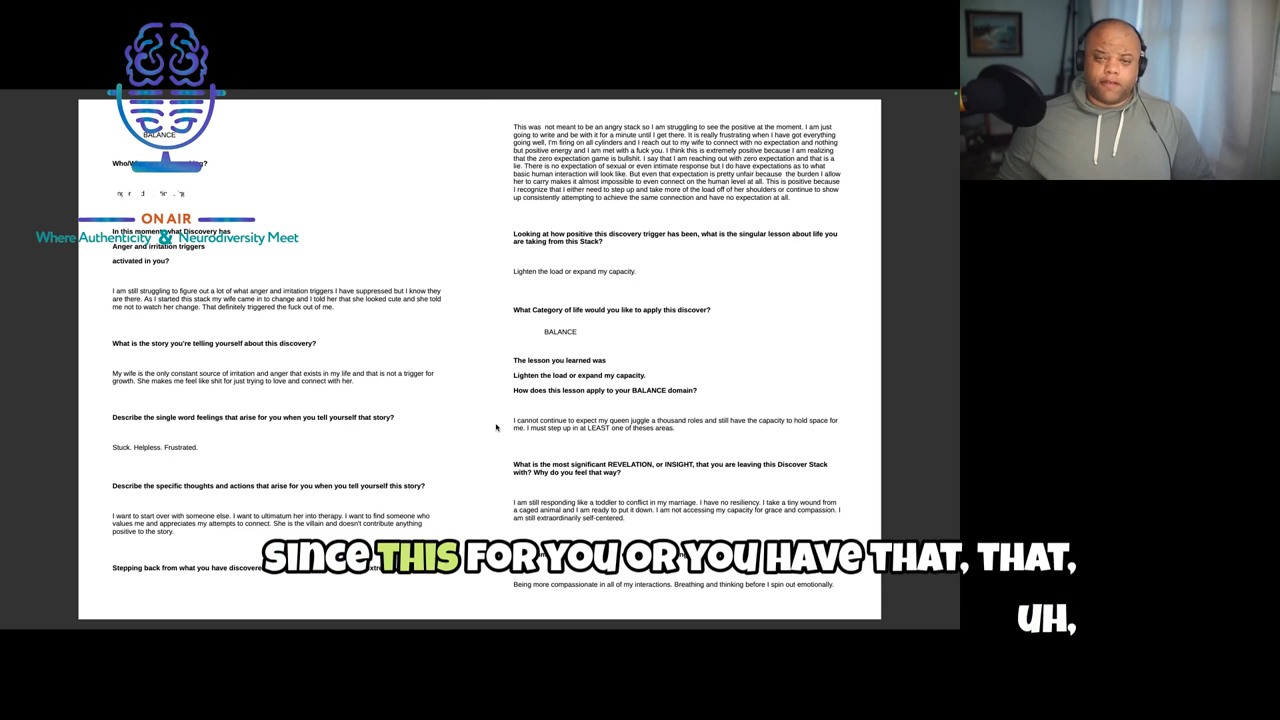 BALANCE
ON AIR
Where Authenticity & Neurodiversity Meet
In this moment what Discovery has
Anger and irritation triggers
activated in you?
I am still struggling to figure out a lot of what anger and irritation triggers I have suppressed but I know they
are there. As I started this stack my wife came in to change and I told her that she looked cute and she told
me not to watch her change. That definitely triggered the fuck out of me.
What is the story you're telling yourself about this discovery?
My wife is the only constant source of irritation and anger that exists in my life and that is not a trigger for
growth. She makes me feel like shit for just trying to love and connect with her.
Describe the single word feelings that arise for you when you tell yourself that story?
Stuck. Helpless. Frustrated.
Describe the specific thoughts and actions that arise for you when you tell yourself this story?
I want to start over with someone else. I want to ultimatum her into therapy. I want to find someone who
values me and appreciates my attempts to connect. She is the villain and doesn't contribute anything
positive to the story.
Stepping back from what you have discovered
This was not meant to be an angry stack so I am struggling to see the positive at the moment. I am just
going to write and be with it for a minute until I get there. It is really frustrating when I have got everything
going well, I'm firing on all cylinders and I reach out to my wife to connect with no expectation and nothing
but positive energy and I am met with a fuck you. I think this is extremely positive because I am realizing
that the zero expectation game is bullshit. I say that I am reaching out with zero expectation and that is a
lie. There is no expectation of sexual or even intimate response but I do have expectations as to what
basic human interaction will look like. But even that expectation is pretty unfair because the burden I allow
her to carry makes it almost impossible to even connect on the human level at all. This is positive because
I recognize that I either need to step up and take more of the load off of her shoulders or continue to show
up consistently attempting to achieve the same connection and have no expectation at all.
Looking at how positive this discovery trigger has been, what is the singular lesson about life you
are taking from this Stack?
Lighten the load or expand my capacity.
What Category of life would you like to apply this discover?
BALANCE
The lesson you learned was
Lighten the load or expand my capacity.
How does this lesson apply to your BALANCE domain?
I cannot continue to expect my queen juggle a thousand roles and still have the capacity to hold space for
me. I must step up in at LEAST one of theses areas.
What is the most significant REVELATION, or INSIGHT, that you are leaving this Discover Stack
with? Why do you feel that way?
I am still responding like a toddler to conflict in my marriage. I have no resiliency. I take a tiny wound from
a caged animal and I am ready to put it down. I am not accessing my capacity for grace and compassion. I
am still extraordinarily self-centered.
Being more compassionate in all of my interactions. Breathing and thinking before I spin out emotionally.
SINCE THIS FOR YOU OR YOU HAVE THAT, THAT,
UH,